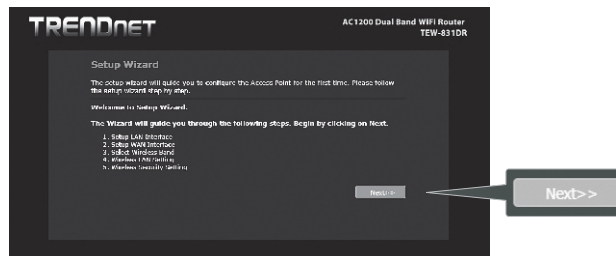 TRENDNET
AC1200 Dual Band WiFi Router
TEW-831DR
Setup Wizard
The setup wizard will guide you to configure the Access Point for the first time. Please follow
the setup wizard step by step.
Welcome to Setup Wizard.
The Wizard will guide you through the following steps. Begin by clicking on Next.
1. Setup LAN Interface
2. Setup WAN Interface
3. Select Wireless Band
4. Wireless LAN Setting
5. Wireless Security Setting
Next>>
Next>>